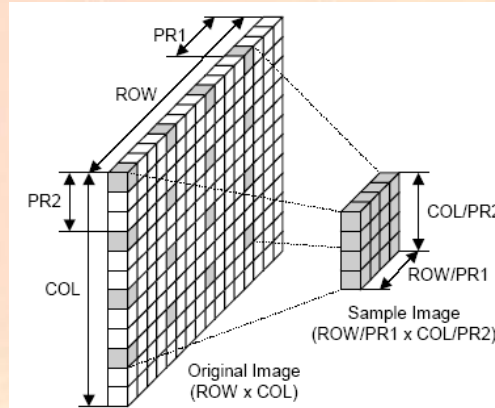 PR1
ROW
PR2
COL
COL/PR2
ROW/PR1
Sample Image
(ROW/PR1 x COL/PR2)
Original Image
(ROW x COL)